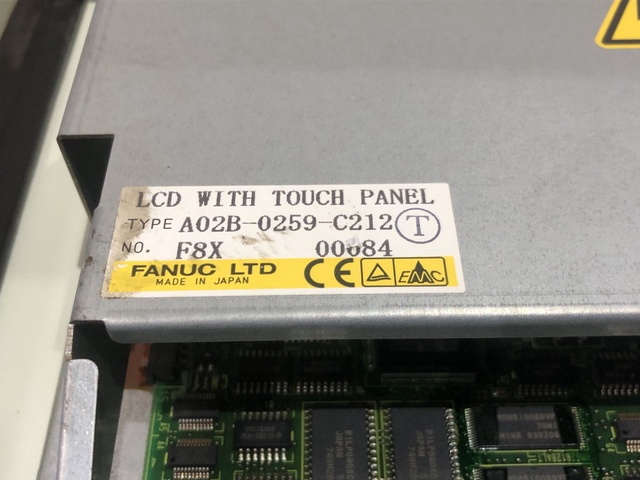 LCD WITH TOUCH PANEL
TYPE A02B-0259-C212 T
NO. F8X 00684
FANUC LTD CE EMC
MADE IN JAPAN